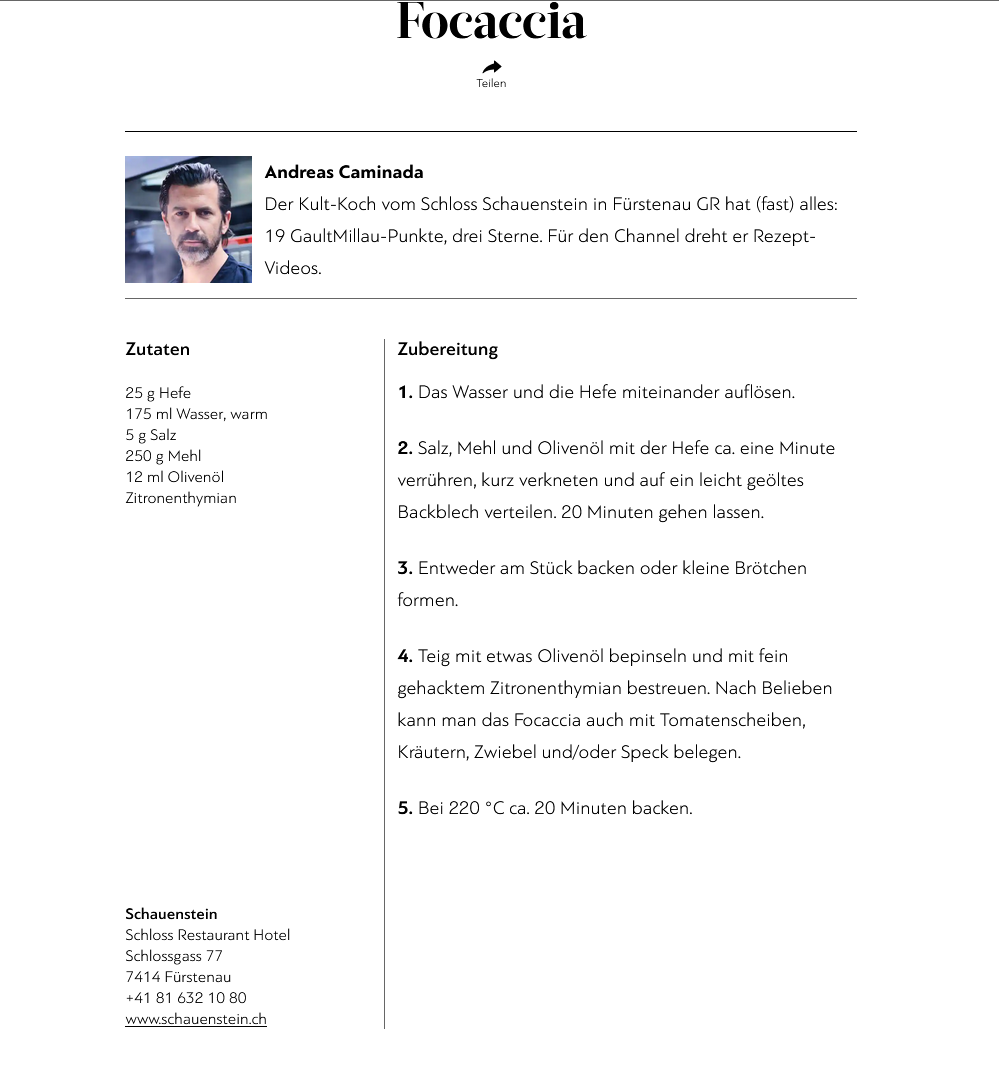 Focaccia
Teilen
Andreas Caminada
Der Kult-Koch vom Schloss Schauenstein in Fürstenau GR hat (fast) alles:
19 GaultMillau-Punkte, drei Sterne. Für den Channel dreht er Rezept-
Videos.
Zutaten
25 g Hefe
175 ml Wasser, warm
5 g Salz
250 g Mehl
12 ml Olivenöl
Zitronenthymian
Schauenstein
Schloss Restaurant Hotel
Schlossgass 77
7414 Fürstenau
+41 81 632 10 80
www.schauenstein.ch
Zubereitung
1. Das Wasser und die Hefe miteinander auflösen.
2. Salz, Mehl und Olivenöl mit der Hefe ca. eine Minute
verrühren, kurz verkneten und auf ein leicht geöltes
Backblech verteilen. 20 Minuten gehen lassen.
3. Entweder am Stück backen oder kleine Brötchen
formen.
4. Teig mit etwas Olivenöl bepinseln und mit fein
gehacktem Zitronenthymian bestreuen. Nach Belieben
kann man das Focaccia auch mit Tomatenscheiben,
Kräutern, Zwiebel und/oder Speck belegen.
5. Bei 220 °C ca. 20 Minuten backen.